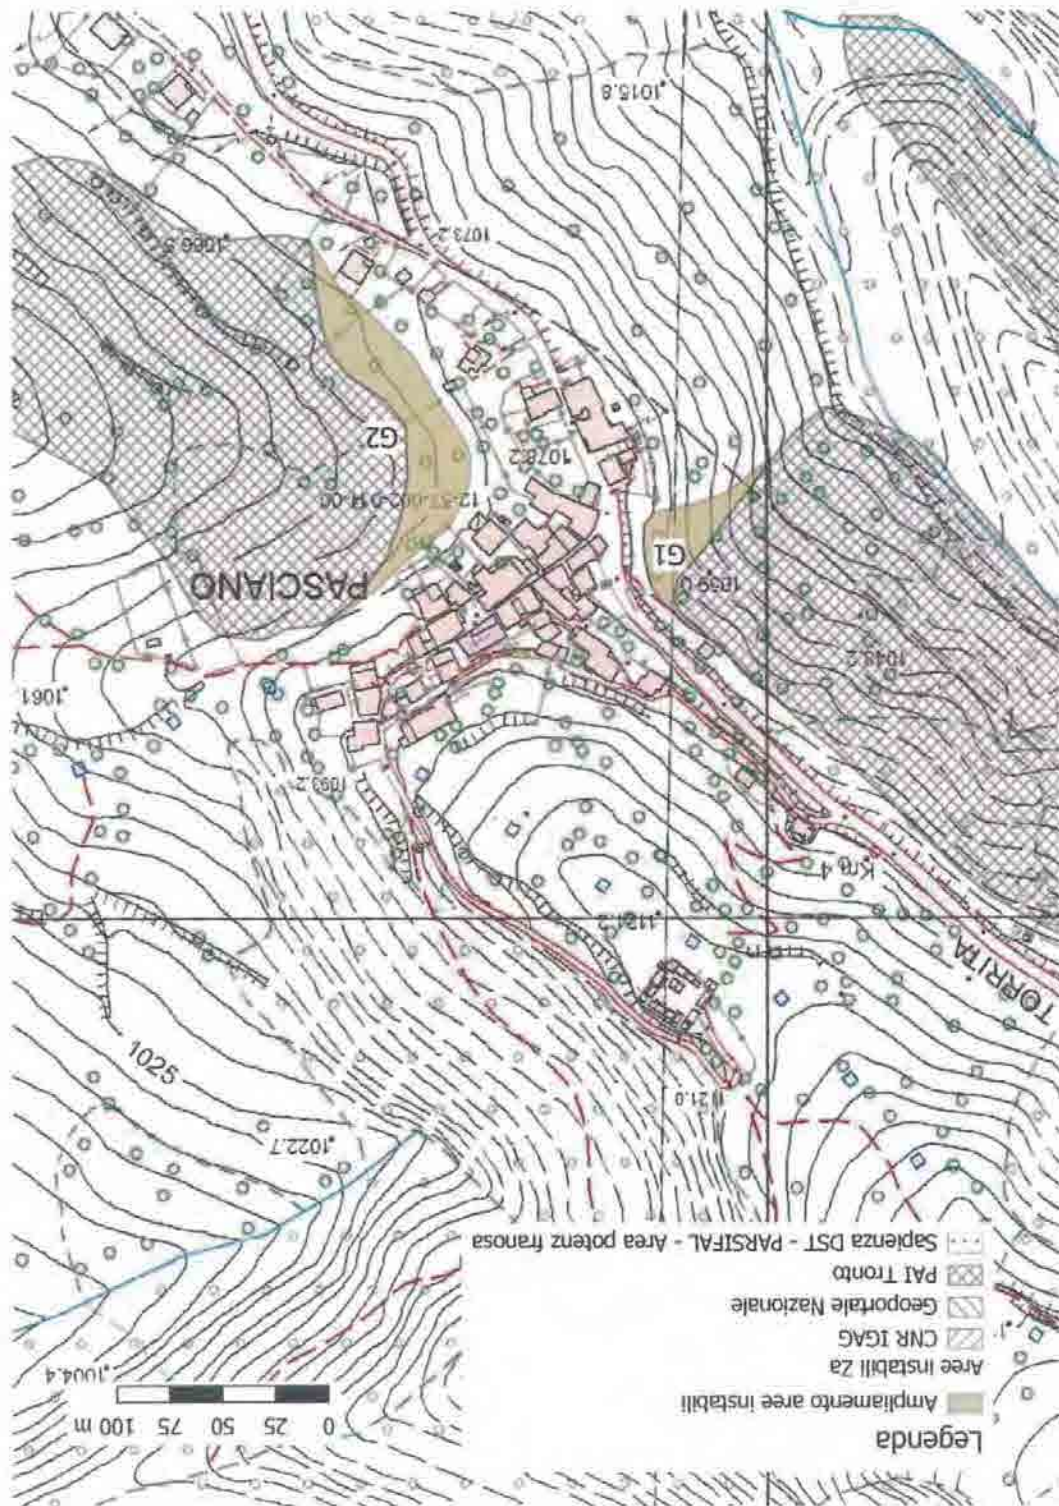 Legenda
Ampliamento aree instabili
Aree instabili Za
CNR IGAG
Geoportale Nazionale
PAI Tronto
Sapienza DST - PARSIFAL - Area potenz franosa
0 25 50 75 100 m
1004.4
1022.7
1025
1121.0
TORRITA
Km 4
1093.2
1061
1048.2
PASCIANO
1059.0
G1
G2
1078.2
1073.2
1066.5
1015.8